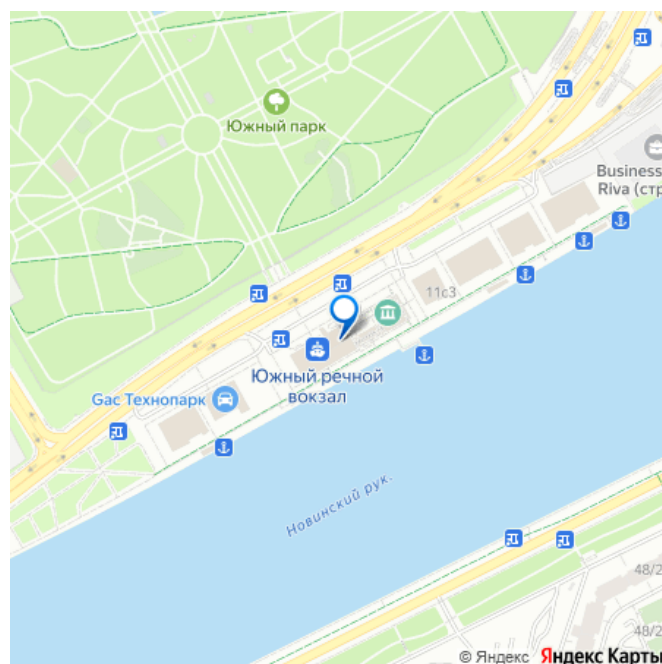 Южный парк
Business
Riva (стр
11с3
Южный речной
вокзал
Gac Технопарк
Новинский рук.
48/2
48/2
© Яндекс Яндекс Карты